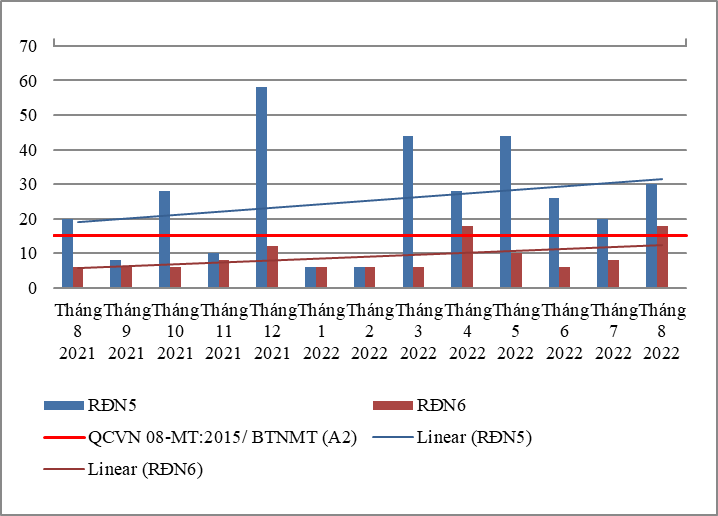 70
60
50
40
30
20
10
0
Tháng Tháng Tháng Tháng Tháng Tháng Tháng Tháng Tháng Tháng Tháng Tháng Tháng
8 9 10 11 12 1 2 3 4 5 6 7 8
2021 2021 2021 2021 2021 2022 2022 2022 2022 2022 2022 2022 2022
RĐN5 RĐN6
QCVN 08-MT:2015/ BTNMT (A2) Linear (RĐN5)
Linear (RĐN6)